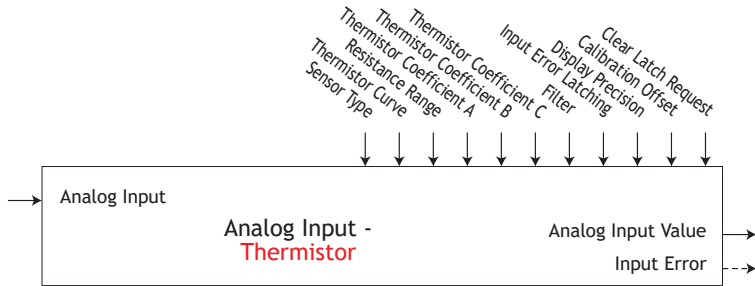 Sensor Type
Thermistor Curve
Resistance Range
Thermistor Coefficient A
Thermistor Coefficient B
Thermistor Coefficient C
Filter
Input Error Latching
Display Precision
Calibration Offset
Clear Latch Request
Analog Input
Analog Input -
Thermistor
Analog Input Value
Input Error